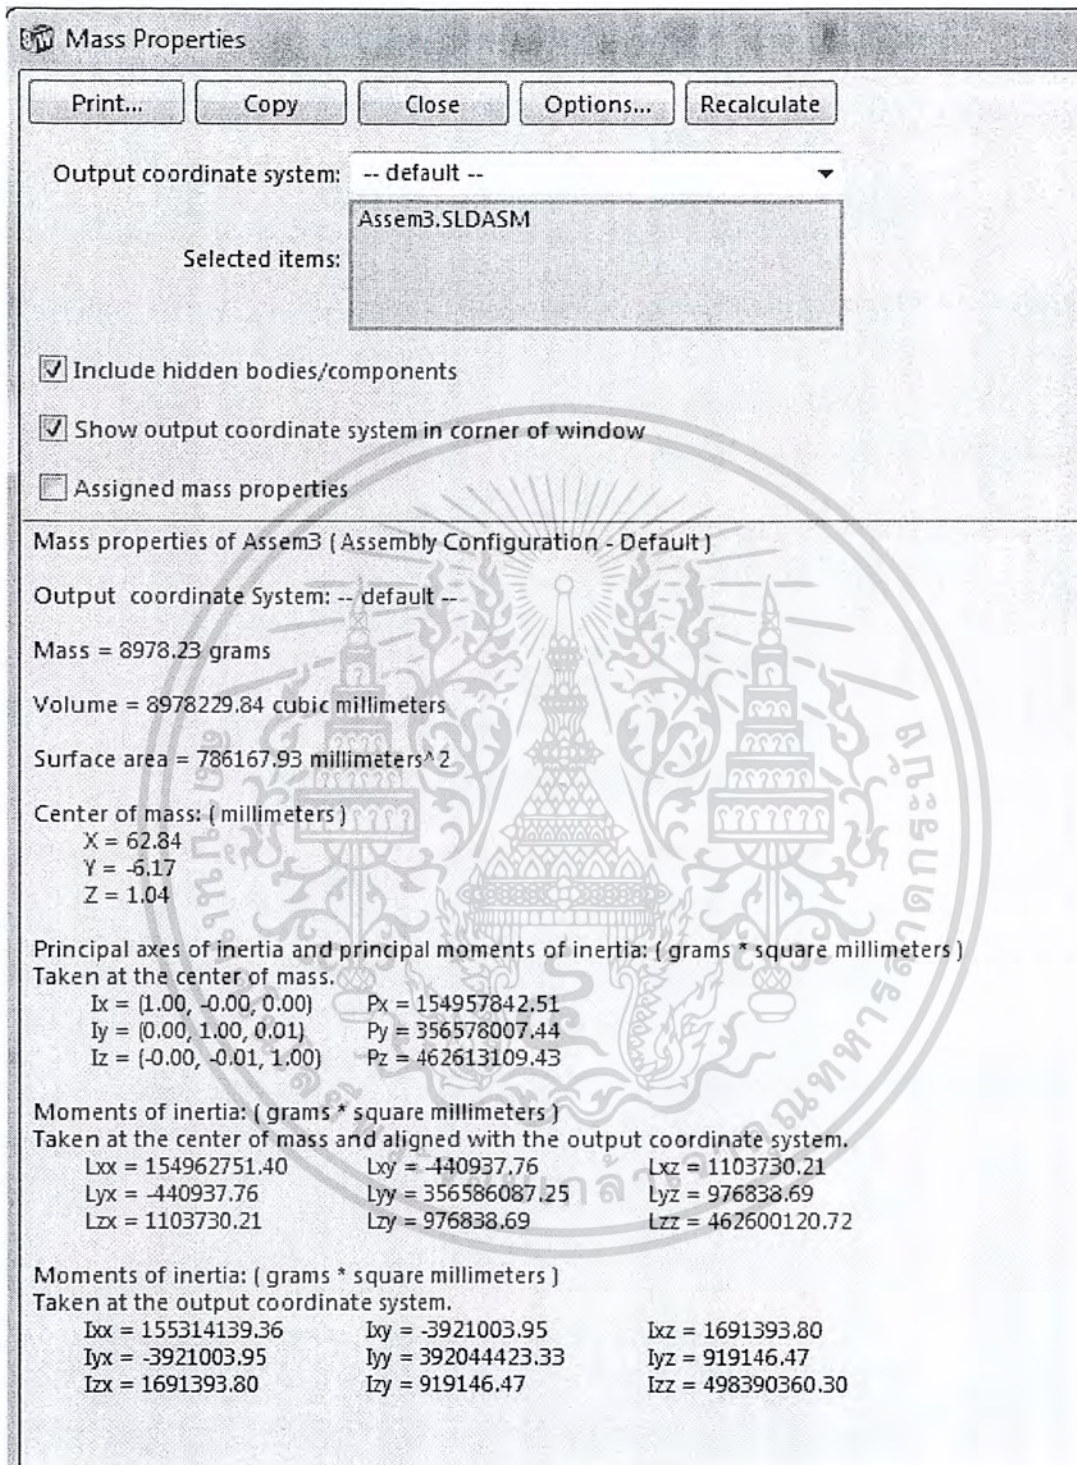 Mass Properties
Print... Copy Close Options... Recalculate
Output coordinate system: -- default --
Assem3.SLDASM
Selected items:
Include hidden bodies/components
Show output coordinate system in corner of window
Assigned mass properties
Mass properties of Assem3 ( Assembly Configuration - Default )
Output coordinate System: -- default --
Mass = 8978.23 grams
Volume = 8978229.84 cubic millimeters
Surface area = 786167.93 millimeters^2
Center of mass: ( millimeters )
X = 62.84
Y = -6.17
Z = 1.04
Principal axes of inertia and principal moments of inertia: ( grams * square millimeters )
Taken at the center of mass.
Ix = (1.00, -0.00, 0.00) Px = 154957842.51
Iy = (0.00, 1.00, 0.01) Py = 356578007.44
Iz = (-0.00, -0.01, 1.00) Pz = 462613109.43
Moments of inertia: ( grams * square millimeters )
Taken at the center of mass and aligned with the output coordinate system.
Lxx = 154962751.40 Lxy = -440937.76 Lxz = 1103730.21
Lyx = -440937.76 Lyy = 356586087.25 Lyz = 976838.69
Lzx = 1103730.21 Lzy = 976838.69 Lzz = 462600120.72
Moments of inertia: ( grams * square millimeters )
Taken at the output coordinate system.
Ixx = 155314139.36 Ixy = -3921003.95 Ixz = 1691393.80
Iyx = -3921003.95 Iyy = 392044423.33 Iyz = 919146.47
Izx = 1691393.80 Izy = 919146.47 Izz = 498390360.30